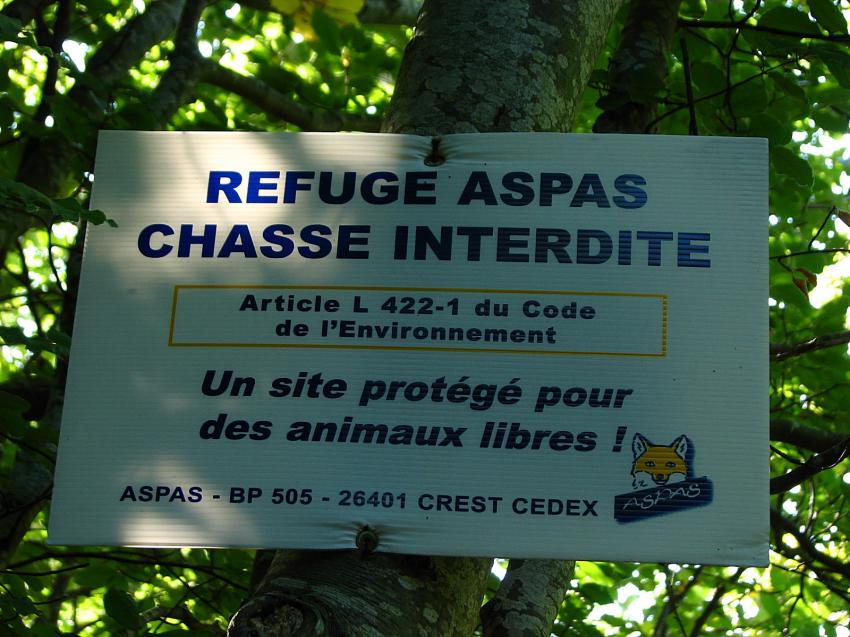 REFUGE ASPAS
CHASSE INTERDITE
Article L 422-1 du Code
de l'Environnement
Un site protégé pour
des animaux libres !
ASPAS - BP 505 - 26401 CREST CEDEX
ASPAS